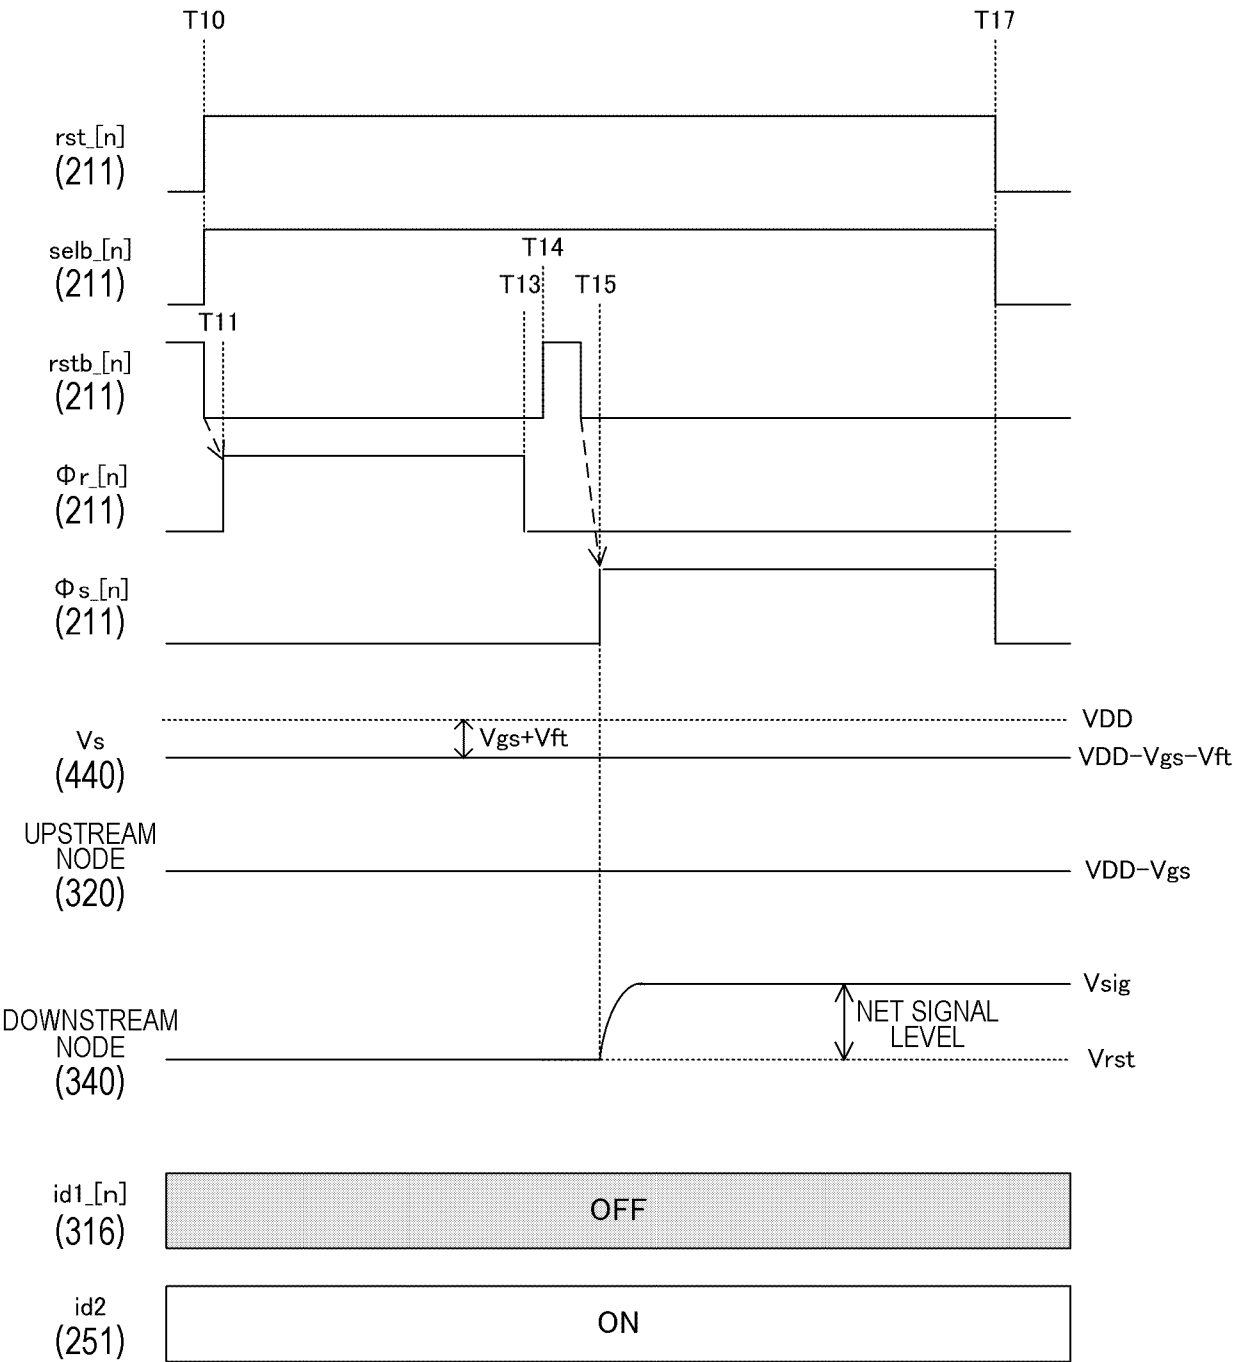 T10
T17
rst_[n]
(211)
selb_[n]
(211)
T14
T13
T15
T11
rstb_[n]
(211)
Φr_[n]
(211)
Φs_[n]
(211)
VDD
Vs
(440)
Vgs+Vft
VDD-Vgs-Vft
UPSTREAM
NODE
(320)
VDD-Vgs
Vsig
DOWNSTREAM
NODE
(340)
NET SIGNAL
LEVEL
Vrst
id1_[n]
(316)
OFF
id2
(251)
ON